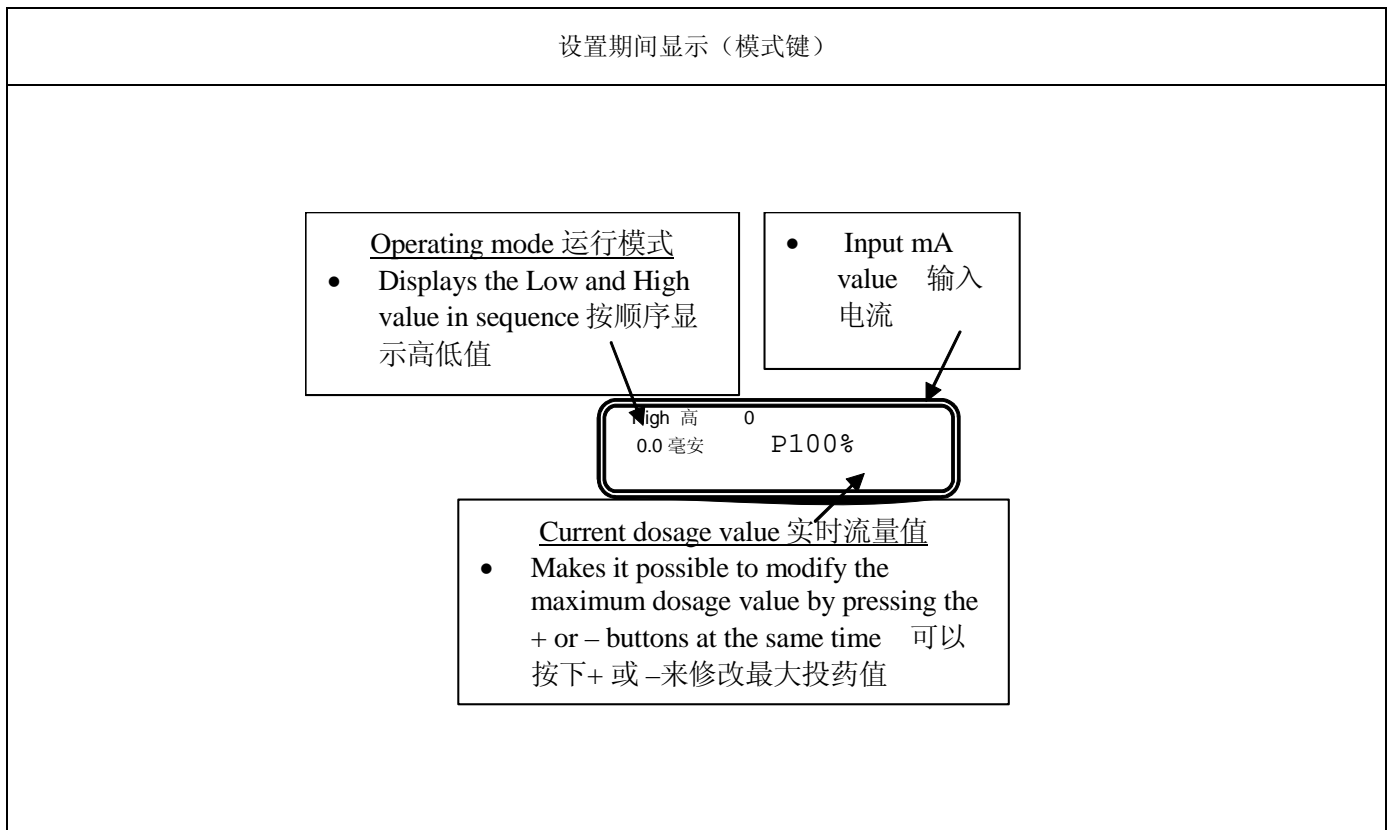 设置期间显示（模式键）
Operating mode 运行模式
• Displays the Low and High
value in sequence 按顺序显
示高低值
• Input mA
value 输入
电流
High 高 0
0.0 毫安 P100%
Current dosage value 实时流量值
• Makes it possible to modify the
maximum dosage value by pressing the
+ or – buttons at the same time 可以
按下+ 或 –来修改最大投药值